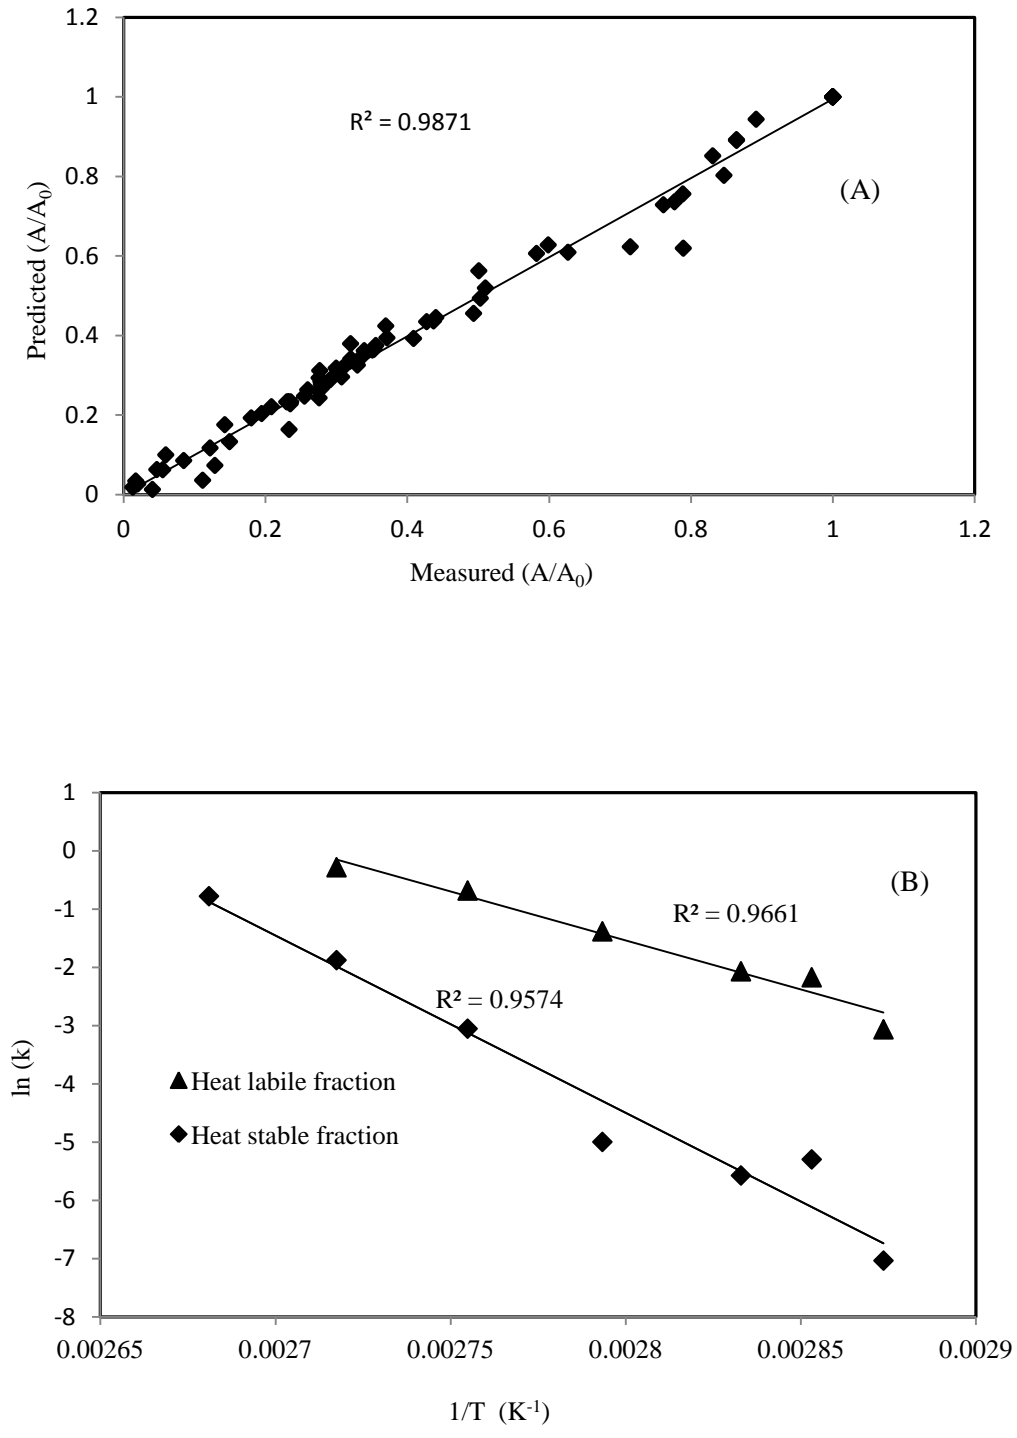 1.2
1
0.8
0.6
0.4
0.2
0
R² = 0.9871
(A)
Predicted (A/A₀)
0 0.2 0.4 0.6 0.8 1 1.2
Measured (A/A₀)
1
0
-1
-2
-3
-4
-5
-6
-7
-8
(B)
R² = 0.9661
R² = 0.9574
ln (k)
Heat labile fraction
Heat stable fraction
0.00265 0.0027 0.00275 0.0028 0.00285 0.0029
1/T (K⁻¹)